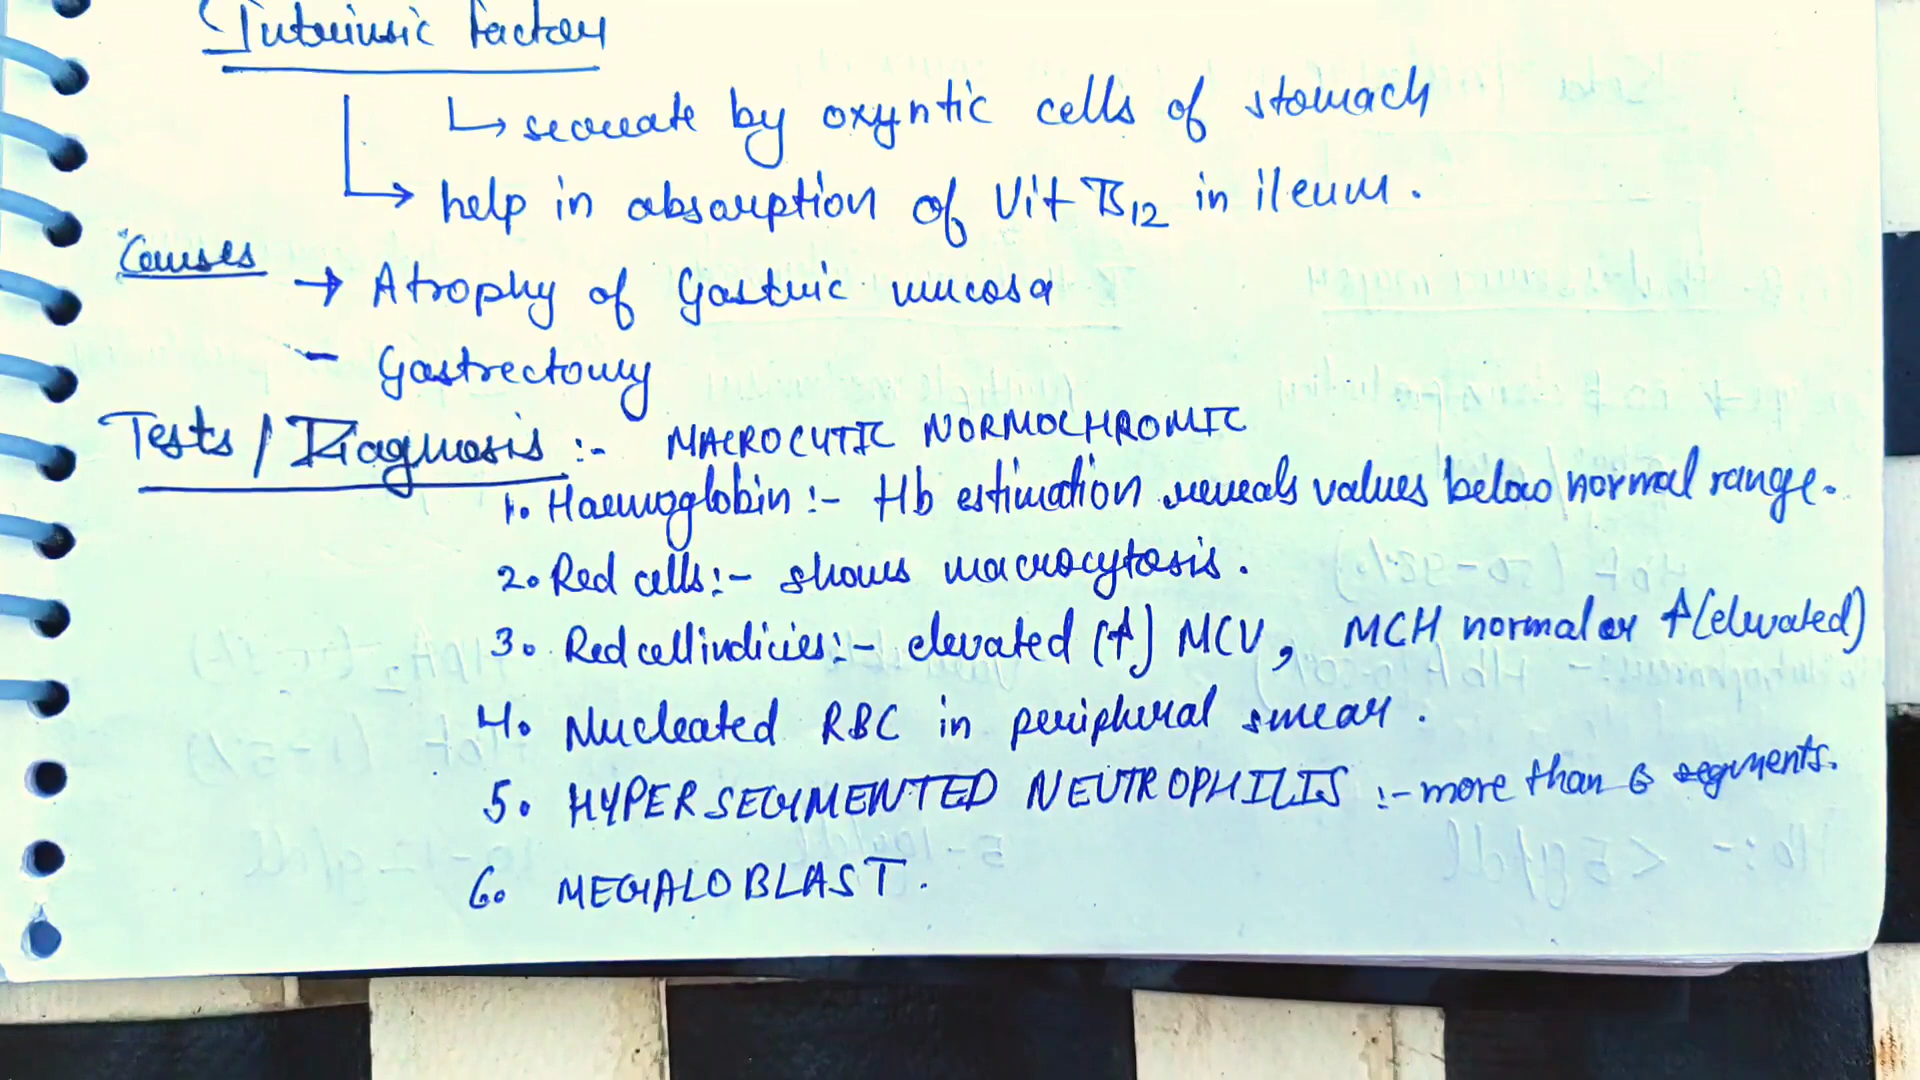 Intrinsic factor
↳ secreate by oxyntic cells of stomach
↳ help in absorption of Vit B12 in ileum.
Causes
→ Atrophy of Gastric mucosa
- Gastrectomy
Tests / Diagnosis :- MACROCYTIC NORMOCHROMIC
1. Haemoglobin :- Hb estimation reveals values below normal range.
2. Red cells :- shows macrocytosis.
3. Red cell indicies :- elevated (↑) MCV, MCH normal or ↑ (elevated)
4. Nucleated RBC in peripheral smear.
5. HYPERSEGMENTED NEUTROPHILIS :- more than 6 segments.
6. MEGALOBLAST.